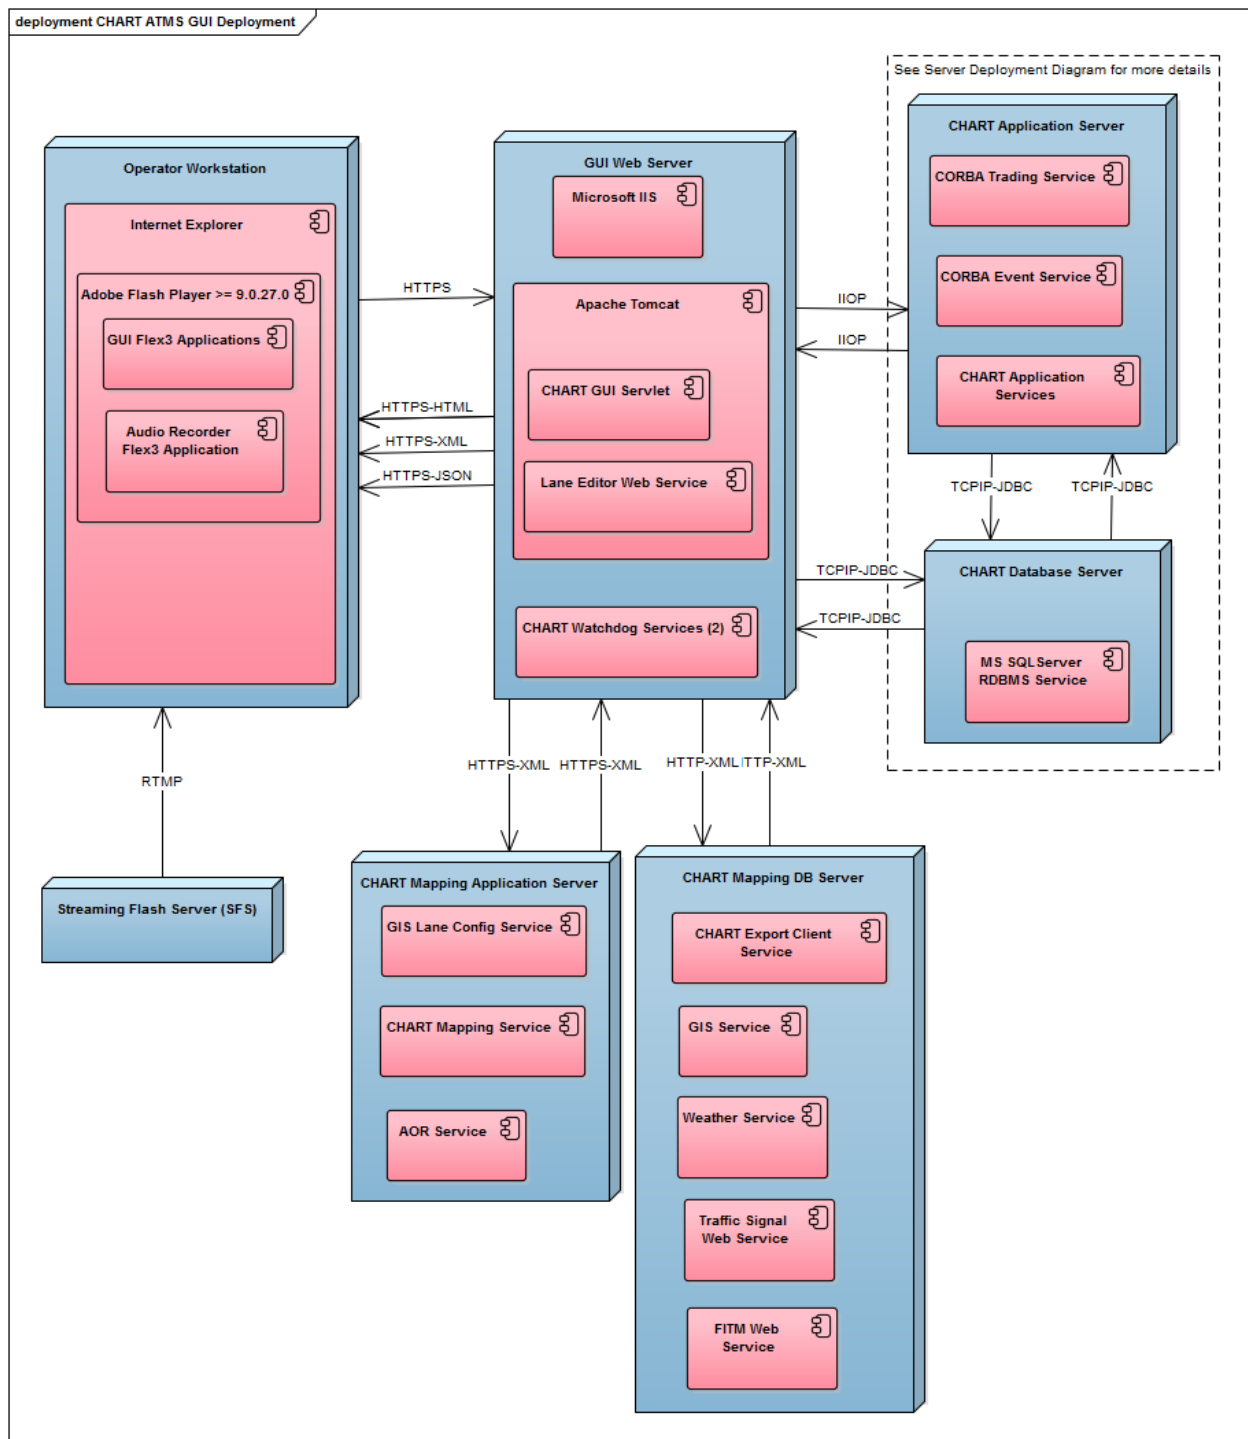 deployment CHART ATMS GUI Deployment
See Server Deployment Diagram for more details
CHART Application Server
CORBA Trading Service
CORBA Event Service
CHART Application
Services
Operator Workstation
Internet Explorer
Adobe Flash Player >= 9.0.27.0
GUI Flex3 Applications
Audio Recorder
Flex3 Application
GUI Web Server
Microsoft IIS
Apache Tomcat
CHART GUI Servlet
Lane Editor Web Service
CHART Watchdog Services (2)
HTTPS
HTTPS-HTML
HTTPS-XML
HTTPS-JSON
IIOP
IIOP
TCPIP-JDBC
TCPIP-JDBC
TCPIP-JDBC
TCPIP-JDBC
CHART Database Server
MS SQLServer
RDBMS Service
RTMP
HTTPS-XML
HTTPS-XML
HTTP-XML
TTP-XML
Streaming Flash Server (SFS)
CHART Mapping Application Server
GIS Lane Config Service
CHART Mapping Service
AOR Service
CHART Mapping DB Server
CHART Export Client
Service
GIS Service
Weather Service
Traffic Signal
Web Service
FITM Web
Service